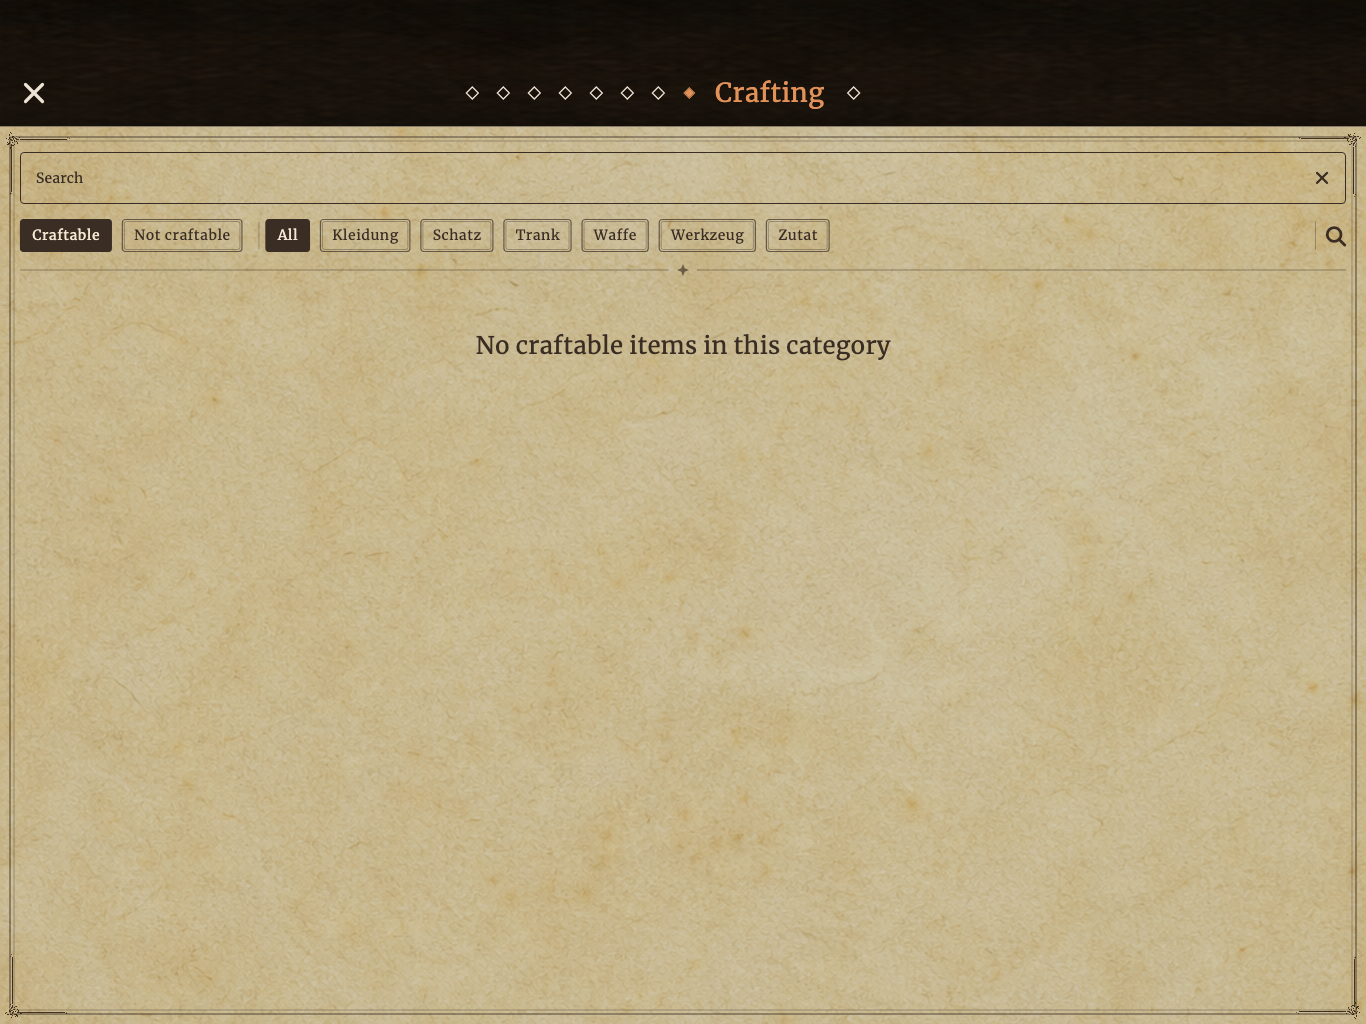 Crafting
Search
Craftable Not craftable All Kleidung Schatz Trank Waffe Werkzeug Zutat
No craftable items in this category